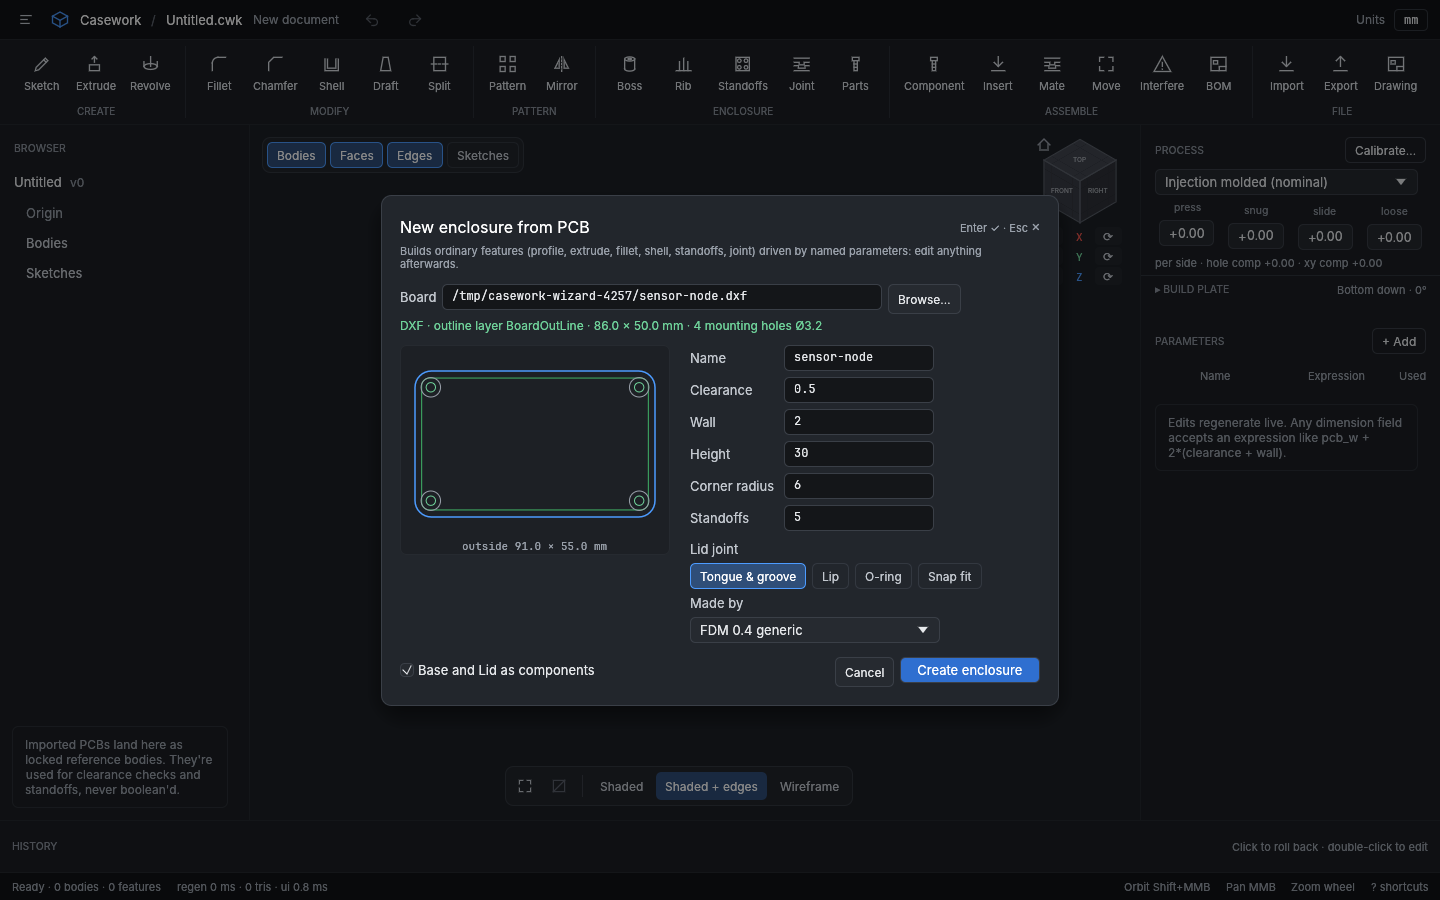 Casework / Untitled.cwk New document
Units mm
Sketch Extrude Revolve Fillet Chamfer Shell Draft Split Pattern Mirror Boss Rib Standoffs Joint Parts Component Insert Mate Move Interfere BOM Import Export Drawing
CREATE MODIFY PATTERN ENCLOSURE ASSEMBLE FILE
BROWSER
Untitled v0
Origin
Bodies
Sketches
Imported PCBs land here as
locked reference bodies. They're
used for clearance checks and
standoffs, never boolean'd.
Bodies Faces Edges Sketches
TOP
FRONT RIGHT
X
Y
Z
New enclosure from PCB
Enter ✓ · Esc ×
Builds ordinary features (profile, extrude, fillet, shell, standoffs, joint) driven by named parameters: edit anything
afterwards.
Board /tmp/casework-wizard-4257/sensor-node.dxf Browse...
DXF · outline layer BoardOutLine · 86.0 × 50.0 mm · 4 mounting holes Ø3.2
outside 91.0 × 55.0 mm
Name sensor-node
Clearance 0.5
Wall 2
Height 30
Corner radius 6
Standoffs 5
Lid joint
Tongue & groove Lip O-ring Snap fit
Made by
FDM 0.4 generic
Base and Lid as components
Cancel Create enclosure
Shaded Shaded + edges Wireframe
PROCESS Calibrate...
Injection molded (nominal)
press snug slide loose
+0.00 +0.00 +0.00 +0.00
per side · hole comp +0.00 · xy comp +0.00
▸ BUILD PLATE Bottom down · 0°
PARAMETERS + Add
Name Expression Used
Edits regenerate live. Any dimension field
accepts an expression like pcb_w +
2*(clearance + wall).
HISTORY
Click to roll back · double-click to edit
Ready · 0 bodies · 0 features regen 0 ms · 0 tris · ui 0.8 ms
Orbit Shift+MMB Pan MMB Zoom wheel ? shortcuts